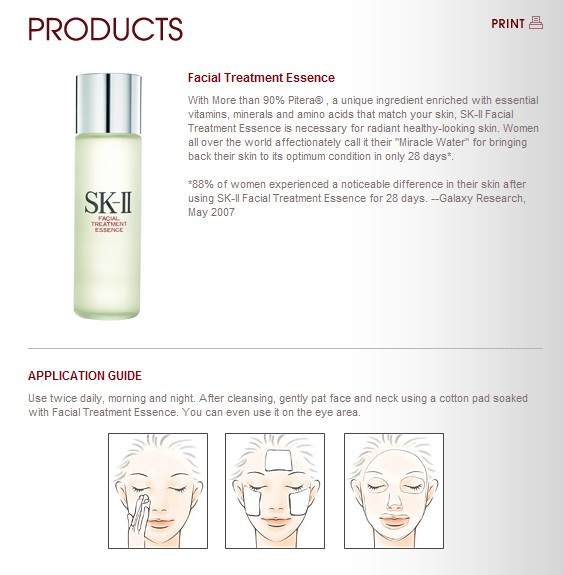 PRODUCTS
PRINT
Facial Treatment Essence
With More than 90% Pitera® , a unique ingredient enriched with essential
vitamins, minerals and amino acids that match your skin, SK-II Facial
Treatment Essence is necessary for radiant healthy-looking skin. Women
all over the world affectionately call it their "Miracle Water" for bringing
back their skin to its optimum condition in only 28 days*.
*88% of women experienced a noticeable difference in their skin after
using SK-II Facial Treatment Essence for 28 days. --Galaxy Research,
May 2007
SK-II
FACIAL
TREATMENT
ESSENCE
APPLICATION GUIDE
Use twice daily, morning and night. After cleansing, gently pat face and neck using a cotton pad soaked
with Facial Treatment Essence. You can even use it on the eye area.